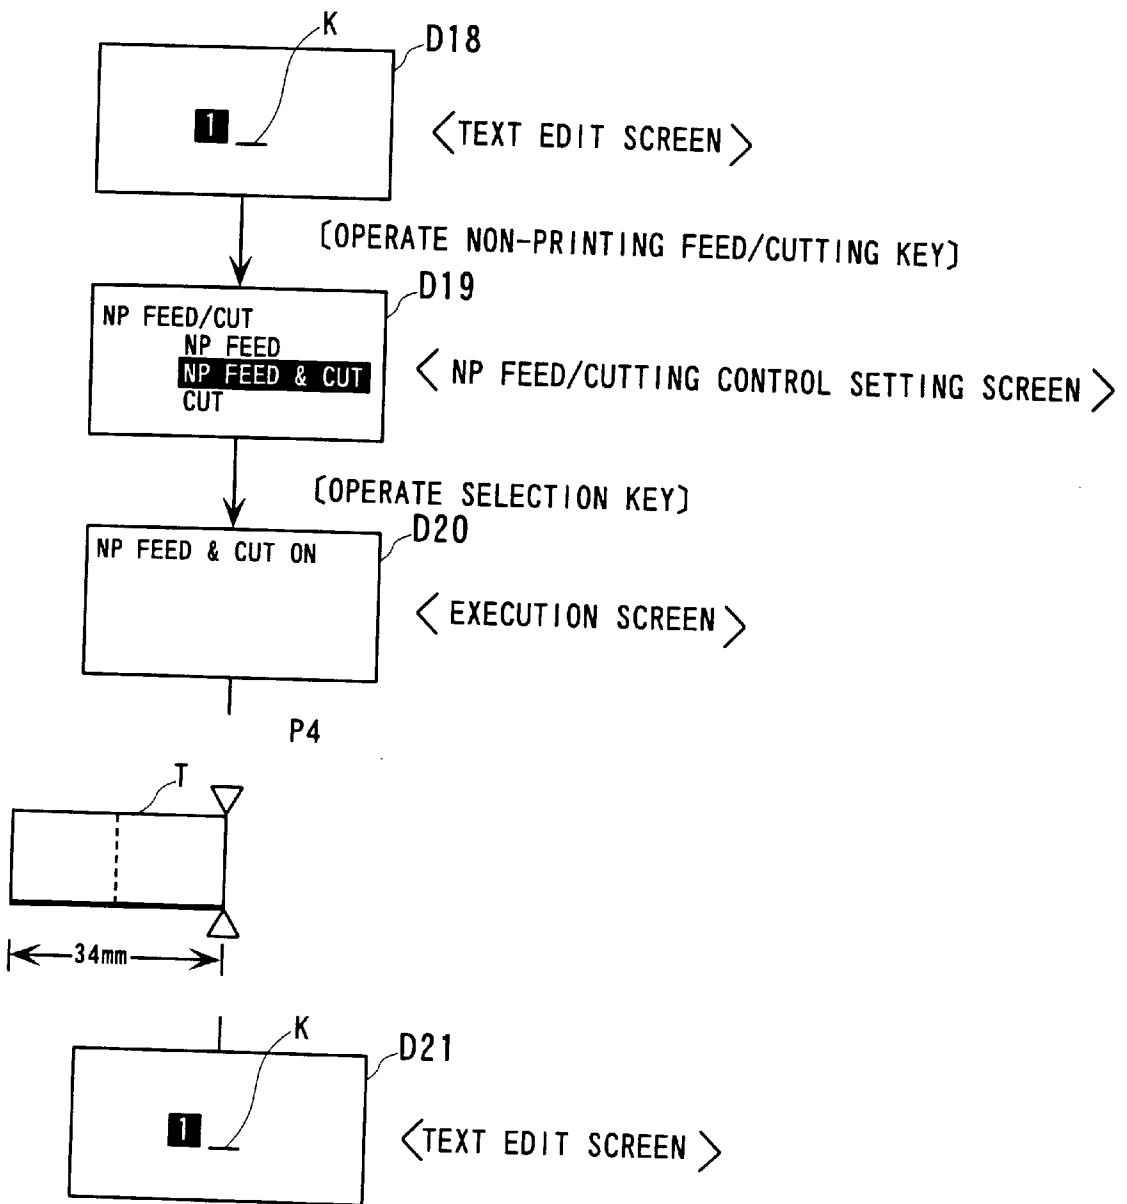 K
D18
1
<TEXT EDIT SCREEN>
[OPERATE NON-PRINTING FEED/CUTTING KEY]
D19
NP FEED/CUT
NP FEED
NP FEED & CUT
CUT
<NP FEED/CUTTING CONTROL SETTING SCREEN>
[OPERATE SELECTION KEY]
D20
NP FEED & CUT ON
<EXECUTION SCREEN>
P4
T
34mm
K
D21
1
<TEXT EDIT SCREEN>